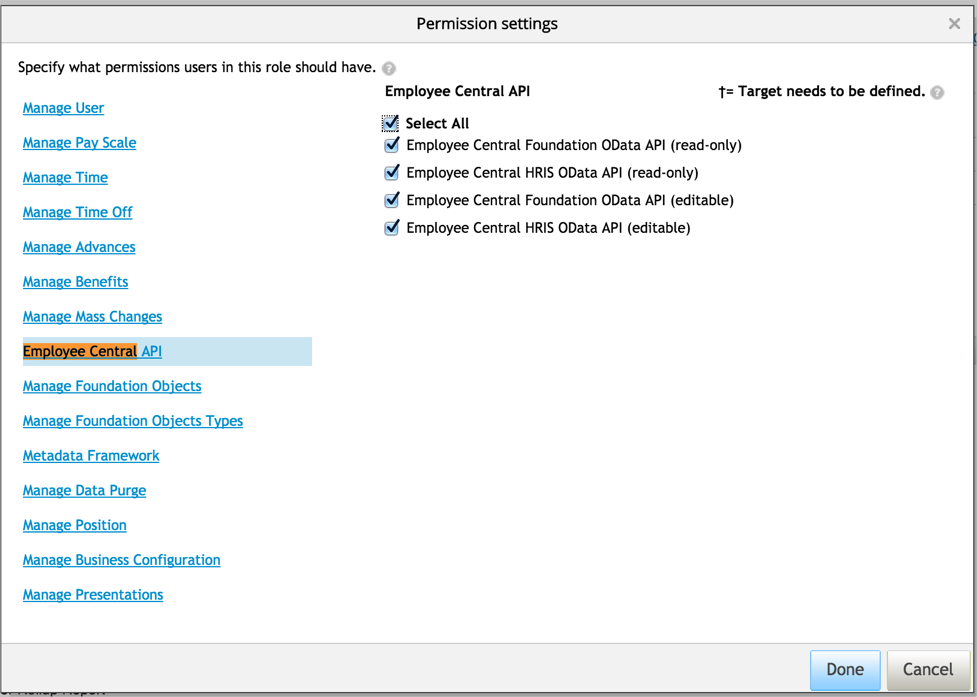 Permission settings
Specify what permissions users in this role should have.
Manage User
Manage Pay Scale
Manage Time
Manage Time Off
Manage Advances
Manage Benefits
Manage Mass Changes
Employee Central API
Manage Foundation Objects
Manage Foundation Objects Types
Metadata Framework
Manage Data Purge
Manage Position
Manage Business Configuration
Manage Presentations
Employee Central API
†= Target needs to be defined.
Select All
Employee Central Foundation OData API (read-only)
Employee Central HRIS OData API (read-only)
Employee Central Foundation OData API (editable)
Employee Central HRIS OData API (editable)
Done
Cancel